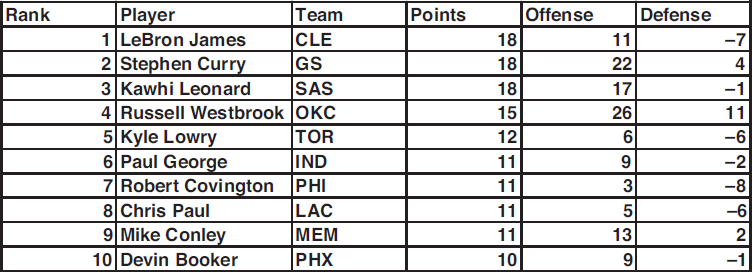 Rank Player Team Points Offense Defense
1 LeBron James CLE 18 11 –7
2 Stephen Curry GS 18 22 4
3 Kawhi Leonard SAS 18 17 –1
4 Russell Westbrook OKC 15 26 11
5 Kyle Lowry TOR 12 6 –6
6 Paul George IND 11 9 –2
7 Robert Covington PHI 11 3 –8
8 Chris Paul LAC 11 5 –6
9 Mike Conley MEM 11 13 2
10 Devin Booker PHX 10 9 –1